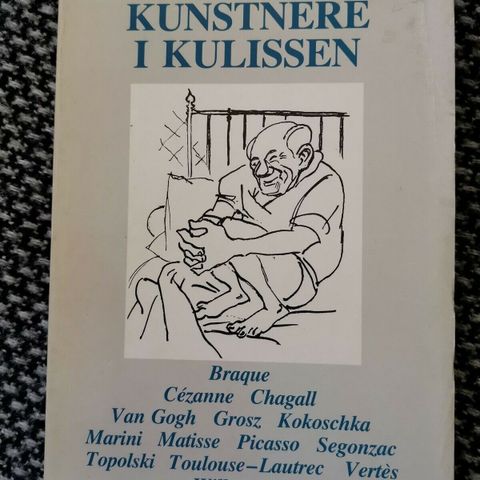 KUNSTNERE
I KULISSEN
Braque
Cézanne Chagall
Van Gogh Grosz Kokoschka
Marini Matisse Picasso Segonzac
Topolski Toulouse-Lautrec Vertès